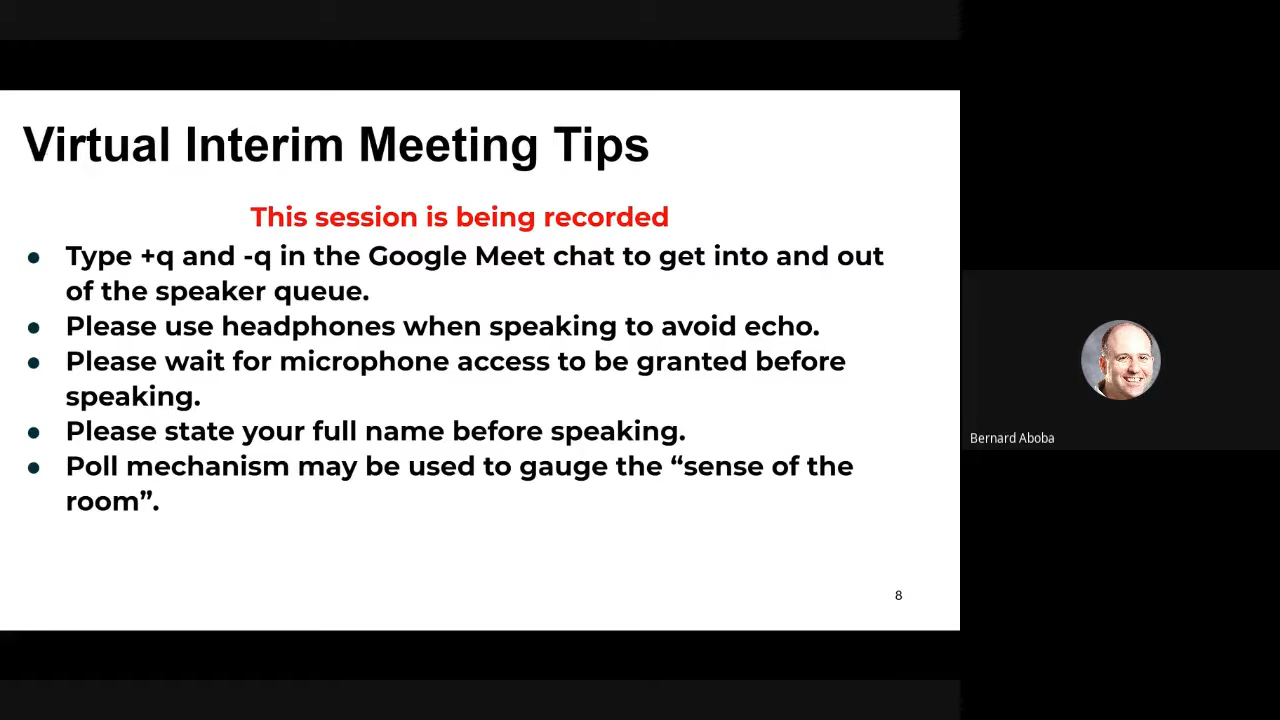 Virtual Interim Meeting Tips
This session is being recorded
● Type +q and -q in the Google Meet chat to get into and out
of the speaker queue.
● Please use headphones when speaking to avoid echo.
● Please wait for microphone access to be granted before
speaking.
● Please state your full name before speaking.
● Poll mechanism may be used to gauge the “sense of the
room”.
8
Bernard Aboba